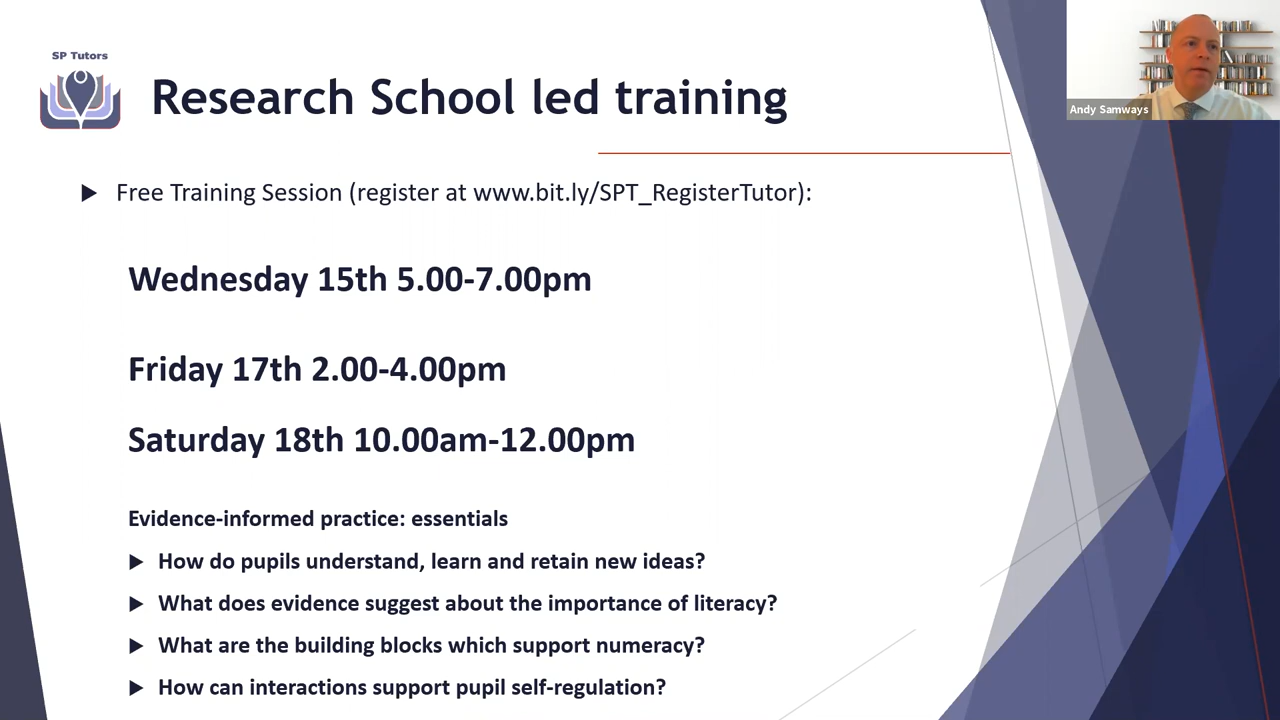 SP Tutors
Research School led training
Andy Samways
Free Training Session (register at www.bit.ly/SPT_RegisterTutor):
Wednesday 15th 5.00-7.00pm
Friday 17th 2.00-4.00pm
Saturday 18th 10.00am-12.00pm
Evidence-informed practice: essentials
How do pupils understand, learn and retain new ideas?
What does evidence suggest about the importance of literacy?
What are the building blocks which support numeracy?
How can interactions support pupil self-regulation?